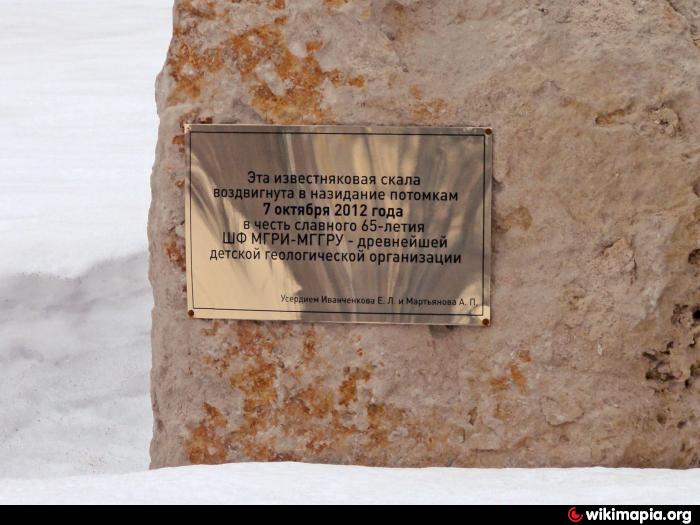 Эта известняковая скала
воздвигнута в назидание потомкам
7 октября 2012 года
в честь славного 65-летия
ШФ МГРИ-МГГРУ - древнейшей
детской геологической организации
Усердием Иванченкова Е. Л. и Мартьянова А. П.
wikimapia.org